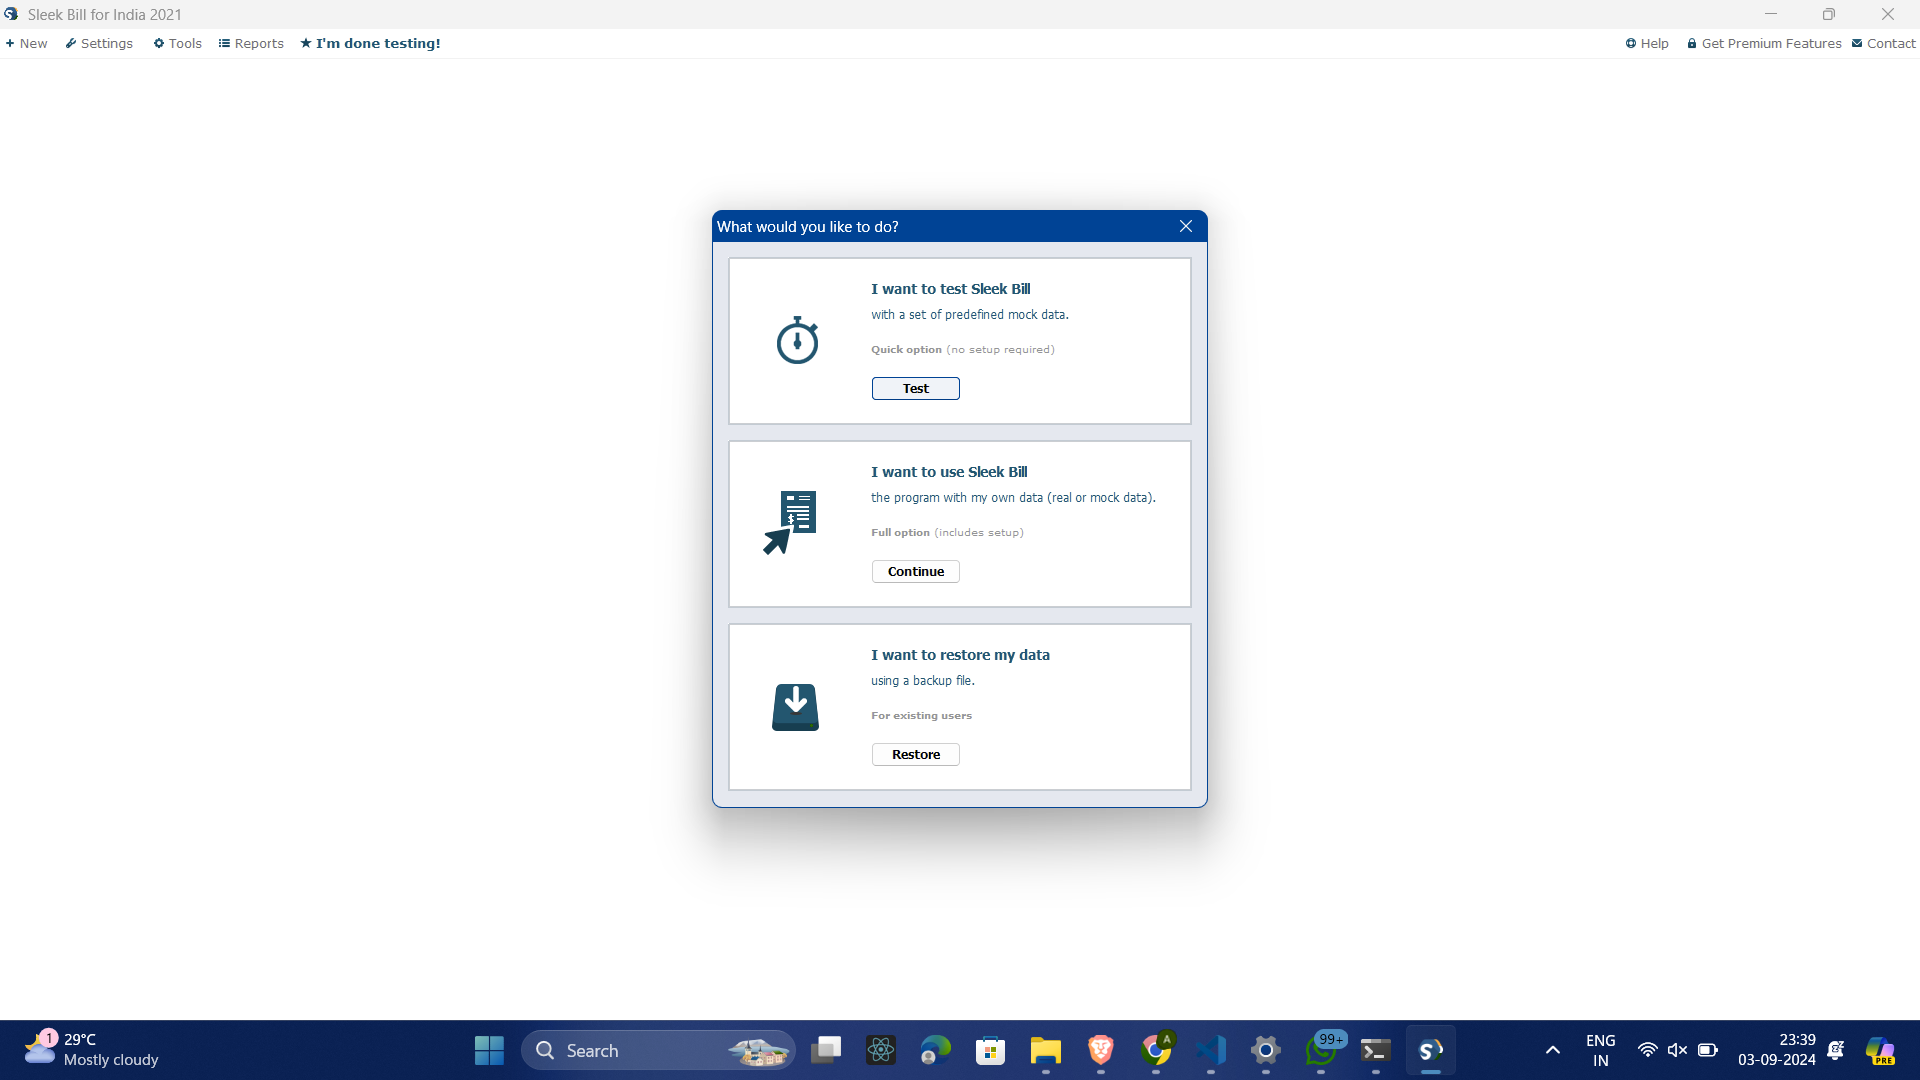 Sleek Bill for India 2021
New Settings Tools Reports I'm done testing! Help Get Premium Features Contact
What would you like to do?
I want to test Sleek Bill
with a set of predefined mock data.
Quick option (no setup required)
Test
I want to use Sleek Bill
the program with my own data (real or mock data).
Full option (includes setup)
Continue
I want to restore my data
using a backup file.
For existing users
Restore
1
29°C
Mostly cloudy
Search
A
99+
ENG
IN
23:39
03-09-2024
PRE